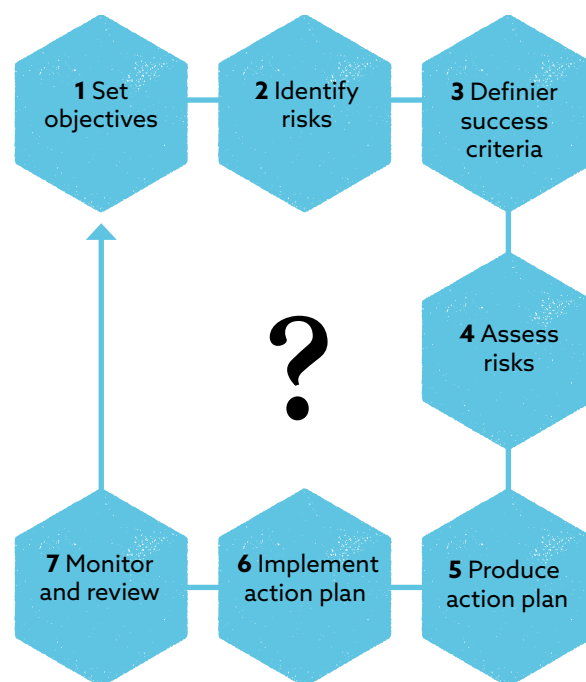 1 Set
objectives
2 Identify
risks
3 Definier
success
criteria
4 Assess
risks
?
7 Monitor
and review
6 Implement
action plan
5 Produce
action plan